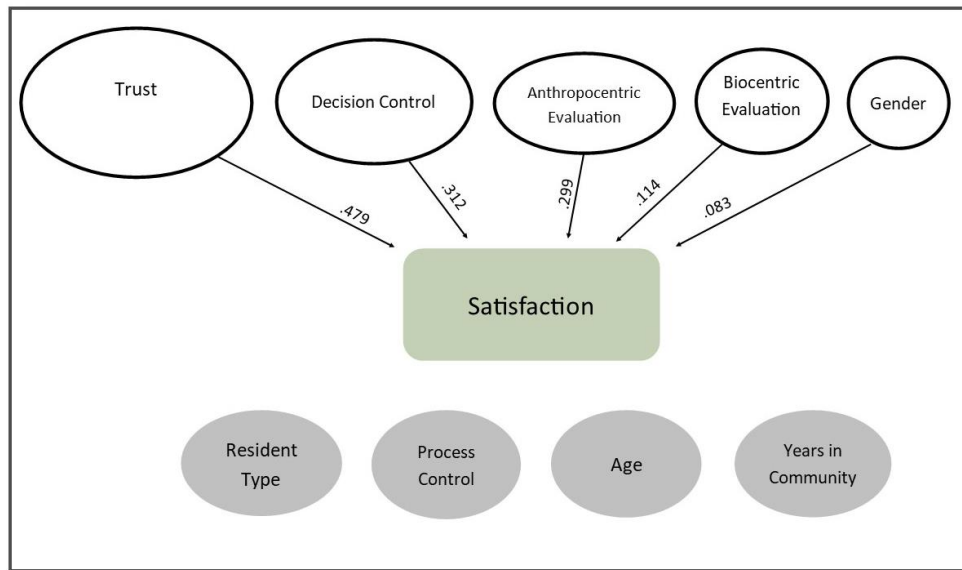 Trust
Decision Control
Anthropocentric
Evaluation
Biocentric
Evaluation
Gender
.479
.312
.299
.114
.083
Satisfaction
Resident
Type
Process
Control
Age
Years in
Community